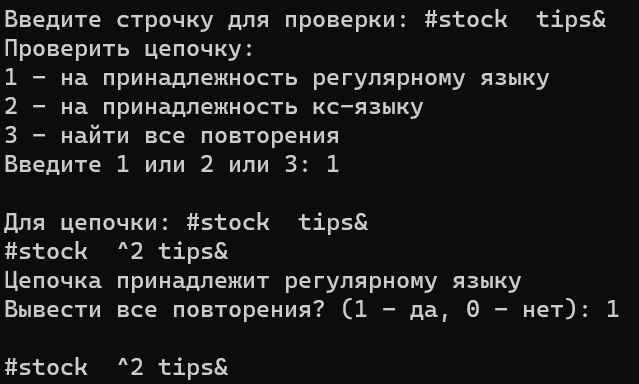 Введите строчку для проверки: #stock  tips&
Проверить цепочку:
1 - на принадлежность регулярному языку
2 - на принадлежность кс-языку
3 - найти все повторения
Введите 1 или 2 или 3: 1
Для цепочки: #stock  tips&
#stock  ^2 tips&
Цепочка принадлежит регулярному языку
Вывести все повторения? (1 - да, 0 - нет): 1
#stock  ^2 tips&